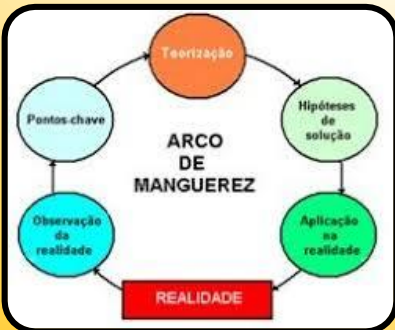 Teorização
Pontos-chave
Hipóteses
de
solução
ARCO
DE
MANGUEREZ
Observação
da
realidade
Aplicação
na
realidade
REALIDADE